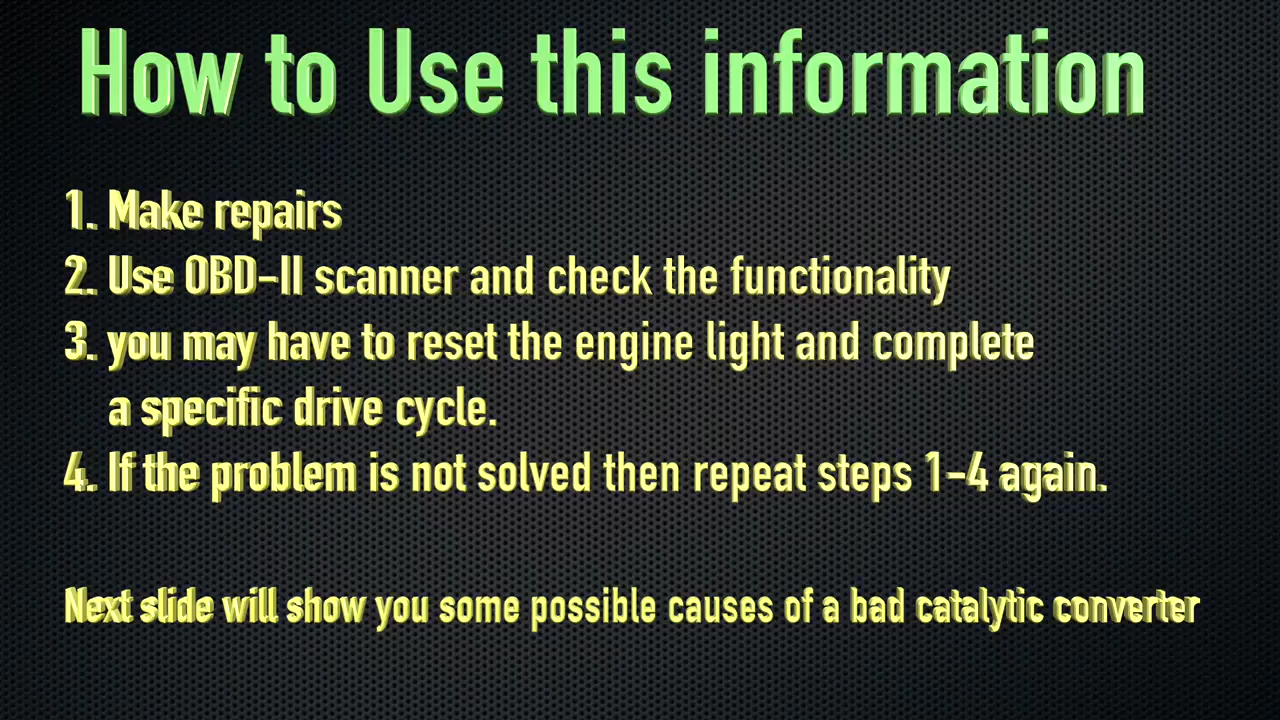 How to Use this information
1. Make repairs
2. Use OBD-II scanner and check the functionality
3. you may have to reset the engine light and complete
a specific drive cycle.
4. If the problem is not solved then repeat steps 1-4 again.
Next slide will show you some possible causes of a bad catalytic converter